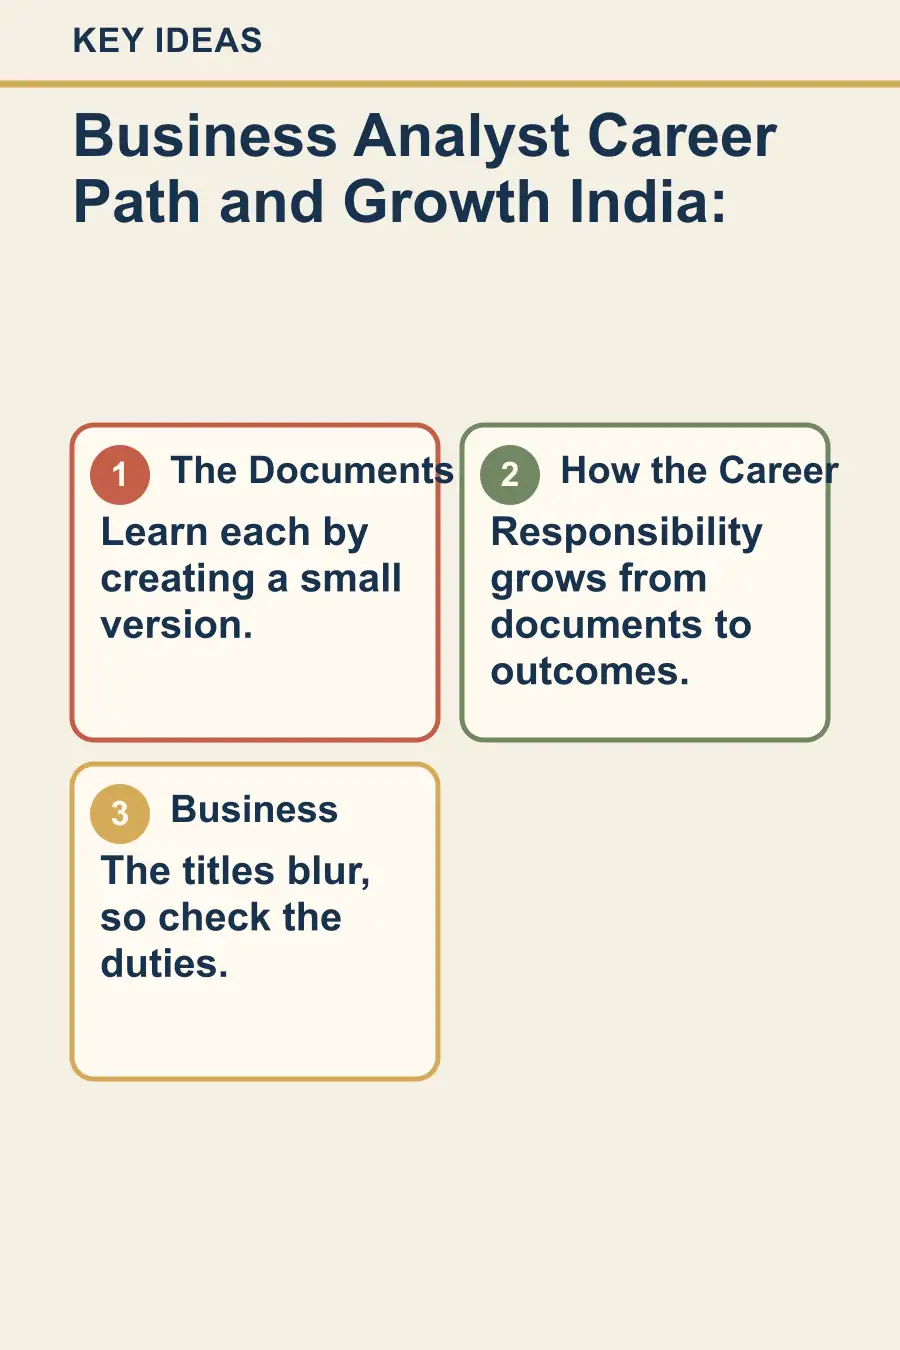 KEY IDEAS
Business Analyst Career
Path and Growth India:
1 The Documents
Learn each by
creating a small
version.
2 How the Career
Responsibility
grows from
documents to
outcomes.
3 Business
The titles blur,
so check the
duties.